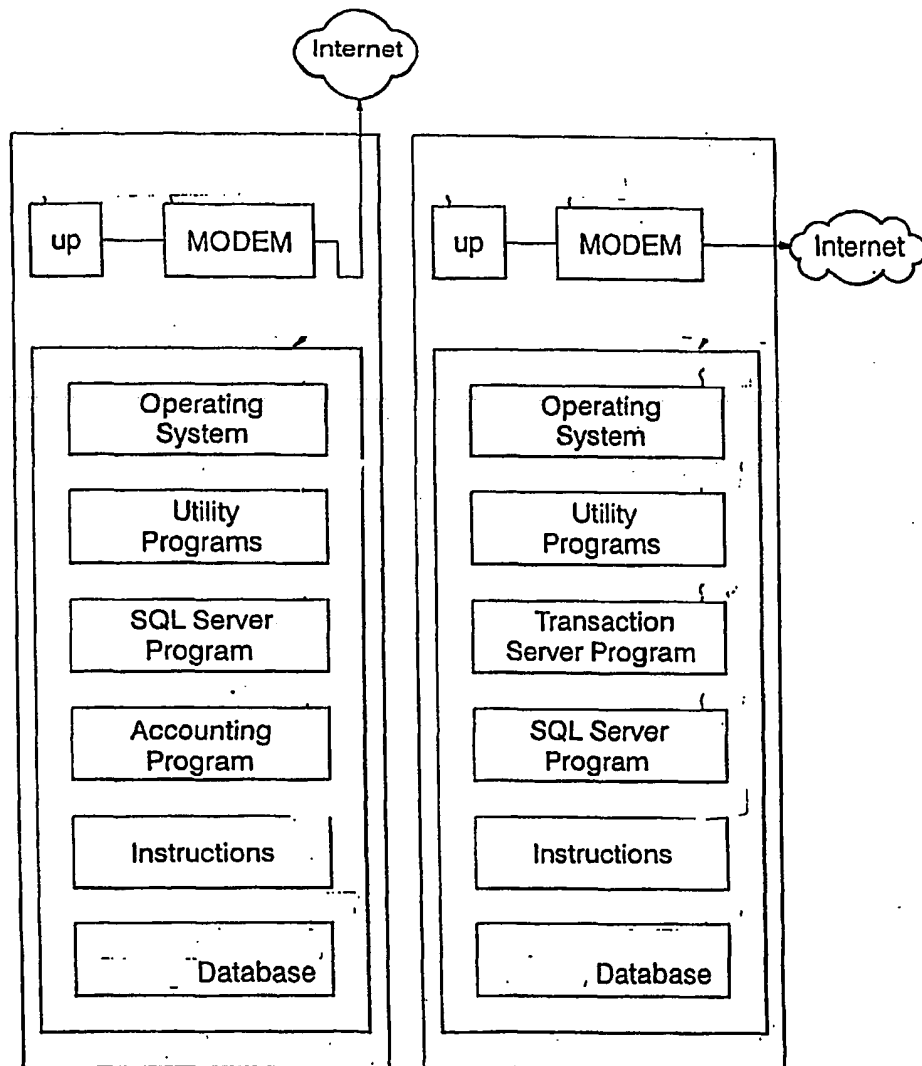 Internet
up
MODEM
Operating
System
Utility
Programs
SQL Server
Program
Accounting
Program
Instructions
Database
up
MODEM
Internet
Operating
System
Utility
Programs
Transaction
Server Program
SQL Server
Program
Instructions
Database